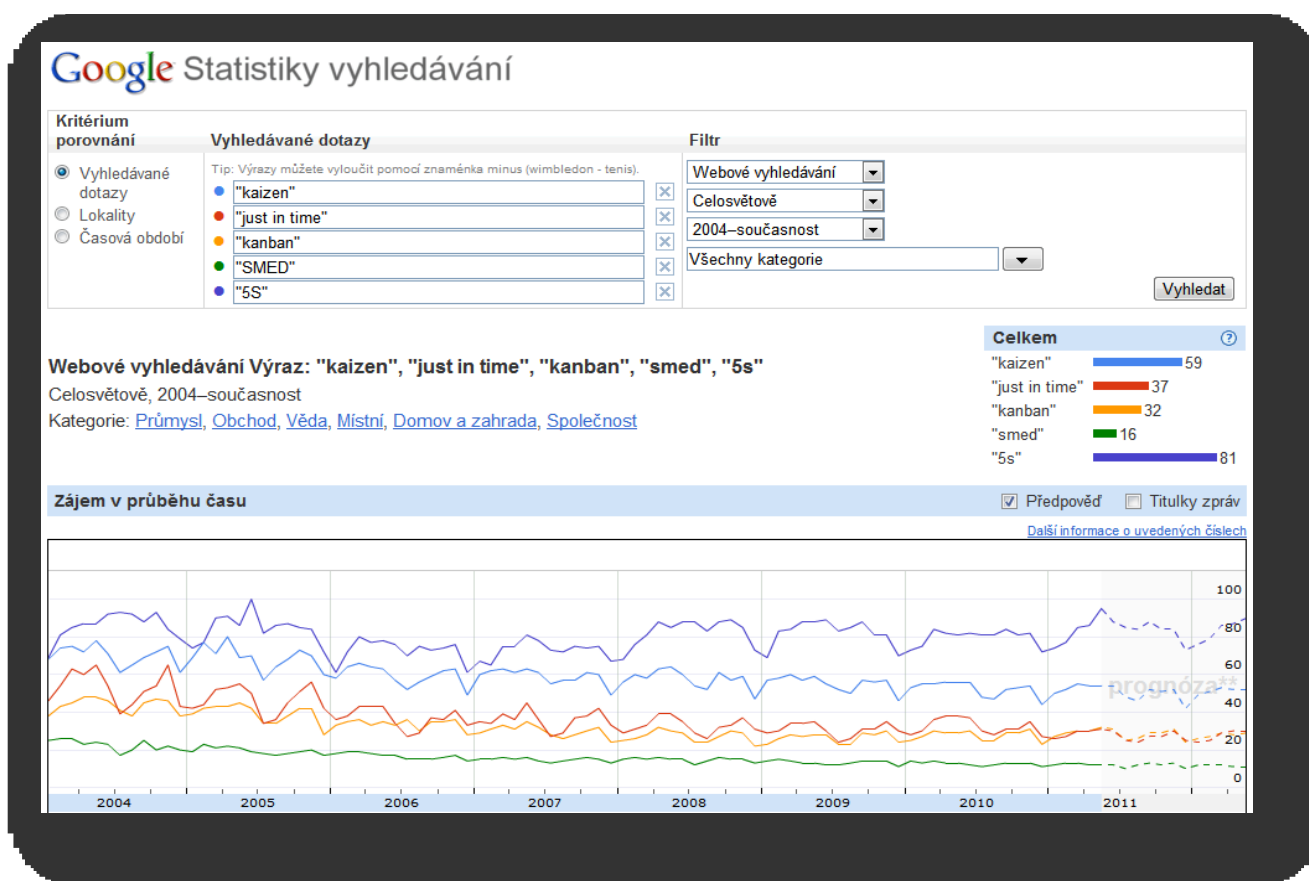 Google Statistiky vyhledávání
Kritérium porovnání
Vyhledávané dotazy
Filtr
Vyhledávané dotazy
Lokality
Časová období
Tip: Výrazy můžete vyloučit pomocí znaménka minus (wimbledon - tenis).
"kaizen"
"just in time"
"kanban"
"SMED"
"5S"
Webové vyhledávání
Celosvětově
2004–současnost
Všechny kategorie
Vyhledat
Webové vyhledávání Výraz: "kaizen", "just in time", "kanban", "smed", "5s"
Celosvětově, 2004–současnost
Kategorie: Průmysl, Obchod, Věda, Místní, Domov a zahrada, Společnost
Celkem ?
"kaizen" 59
"just in time" 37
"kanban" 32
"smed" 16
"5s" 81
Zájem v průběhu času
Předpověď Titulky zpráv
Další informace o uvedených číslech
100
80
60
prognóza**
40
20
0
2004 2005 2006 2007 2008 2009 2010 2011